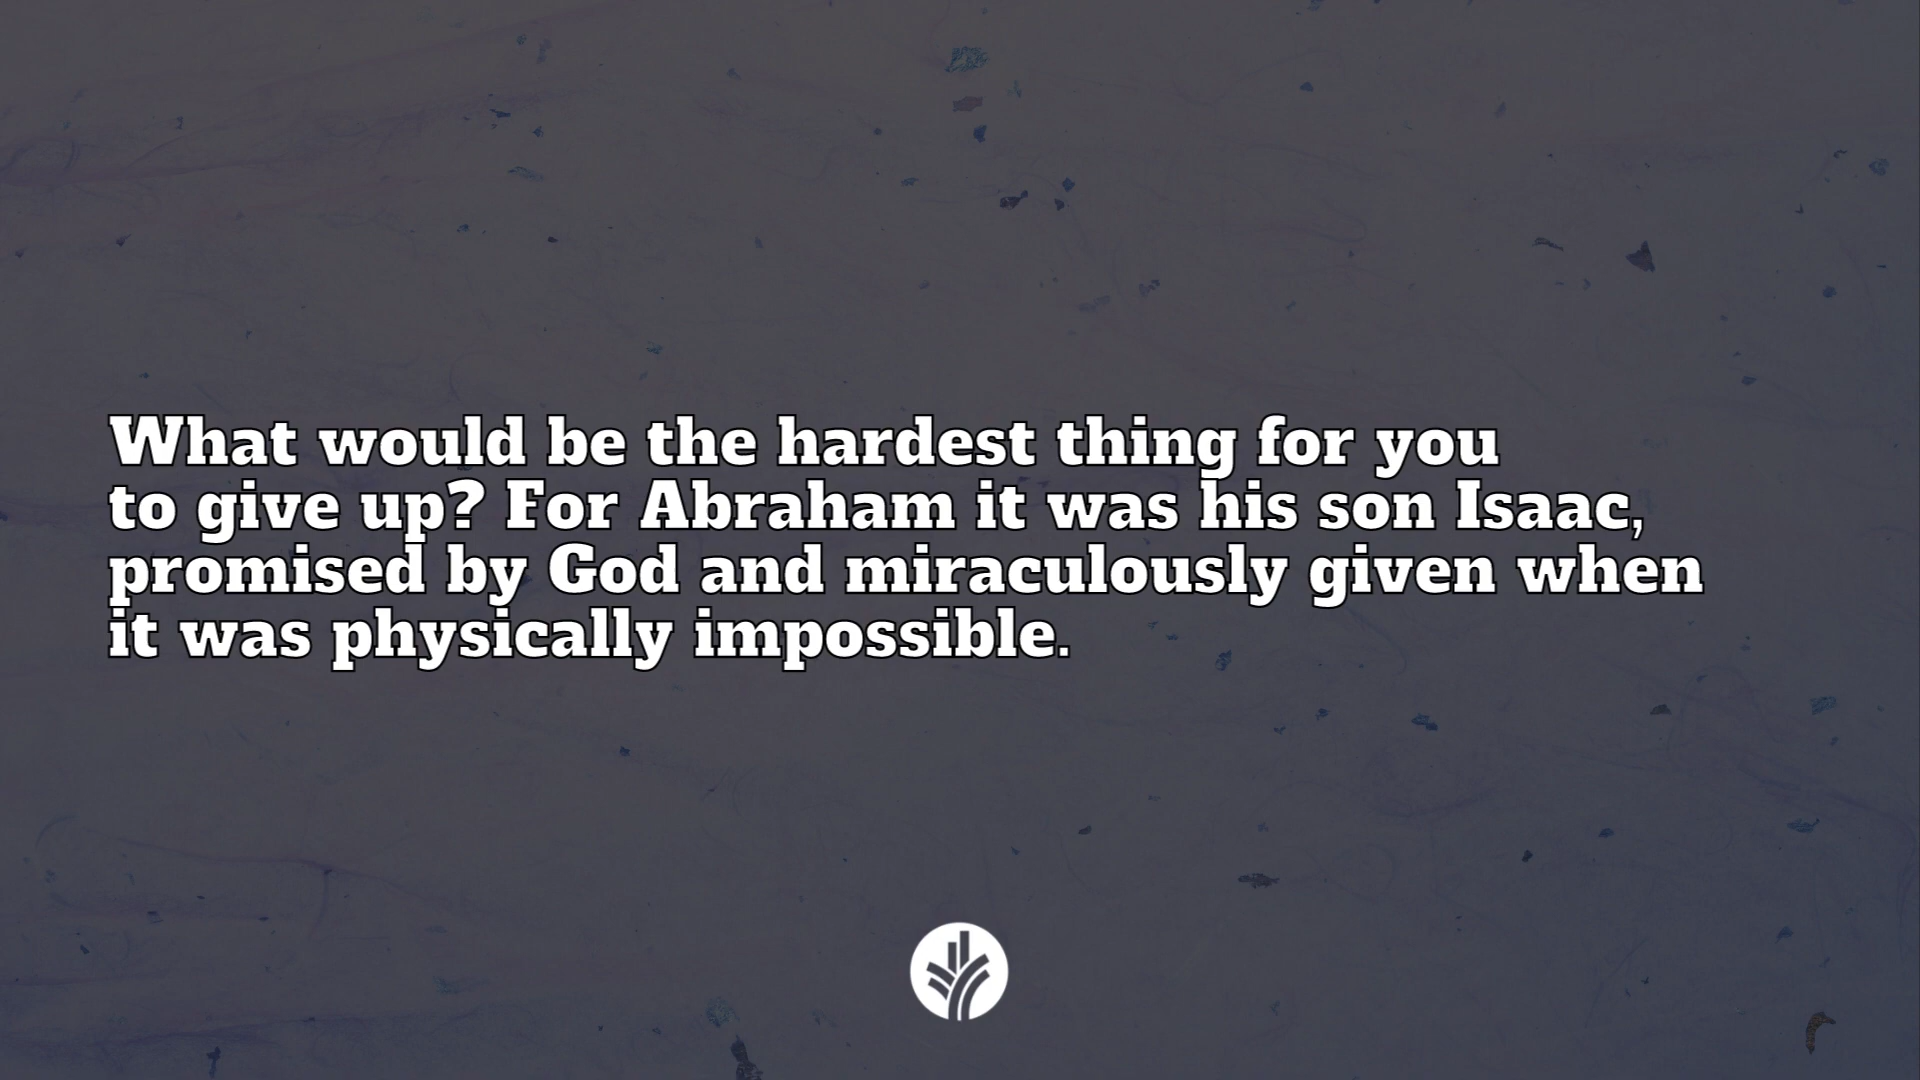 What would be the hardest thing for you
to give up? For Abraham it was his son Isaac,
promised by God and miraculously given when
it was physically impossible.